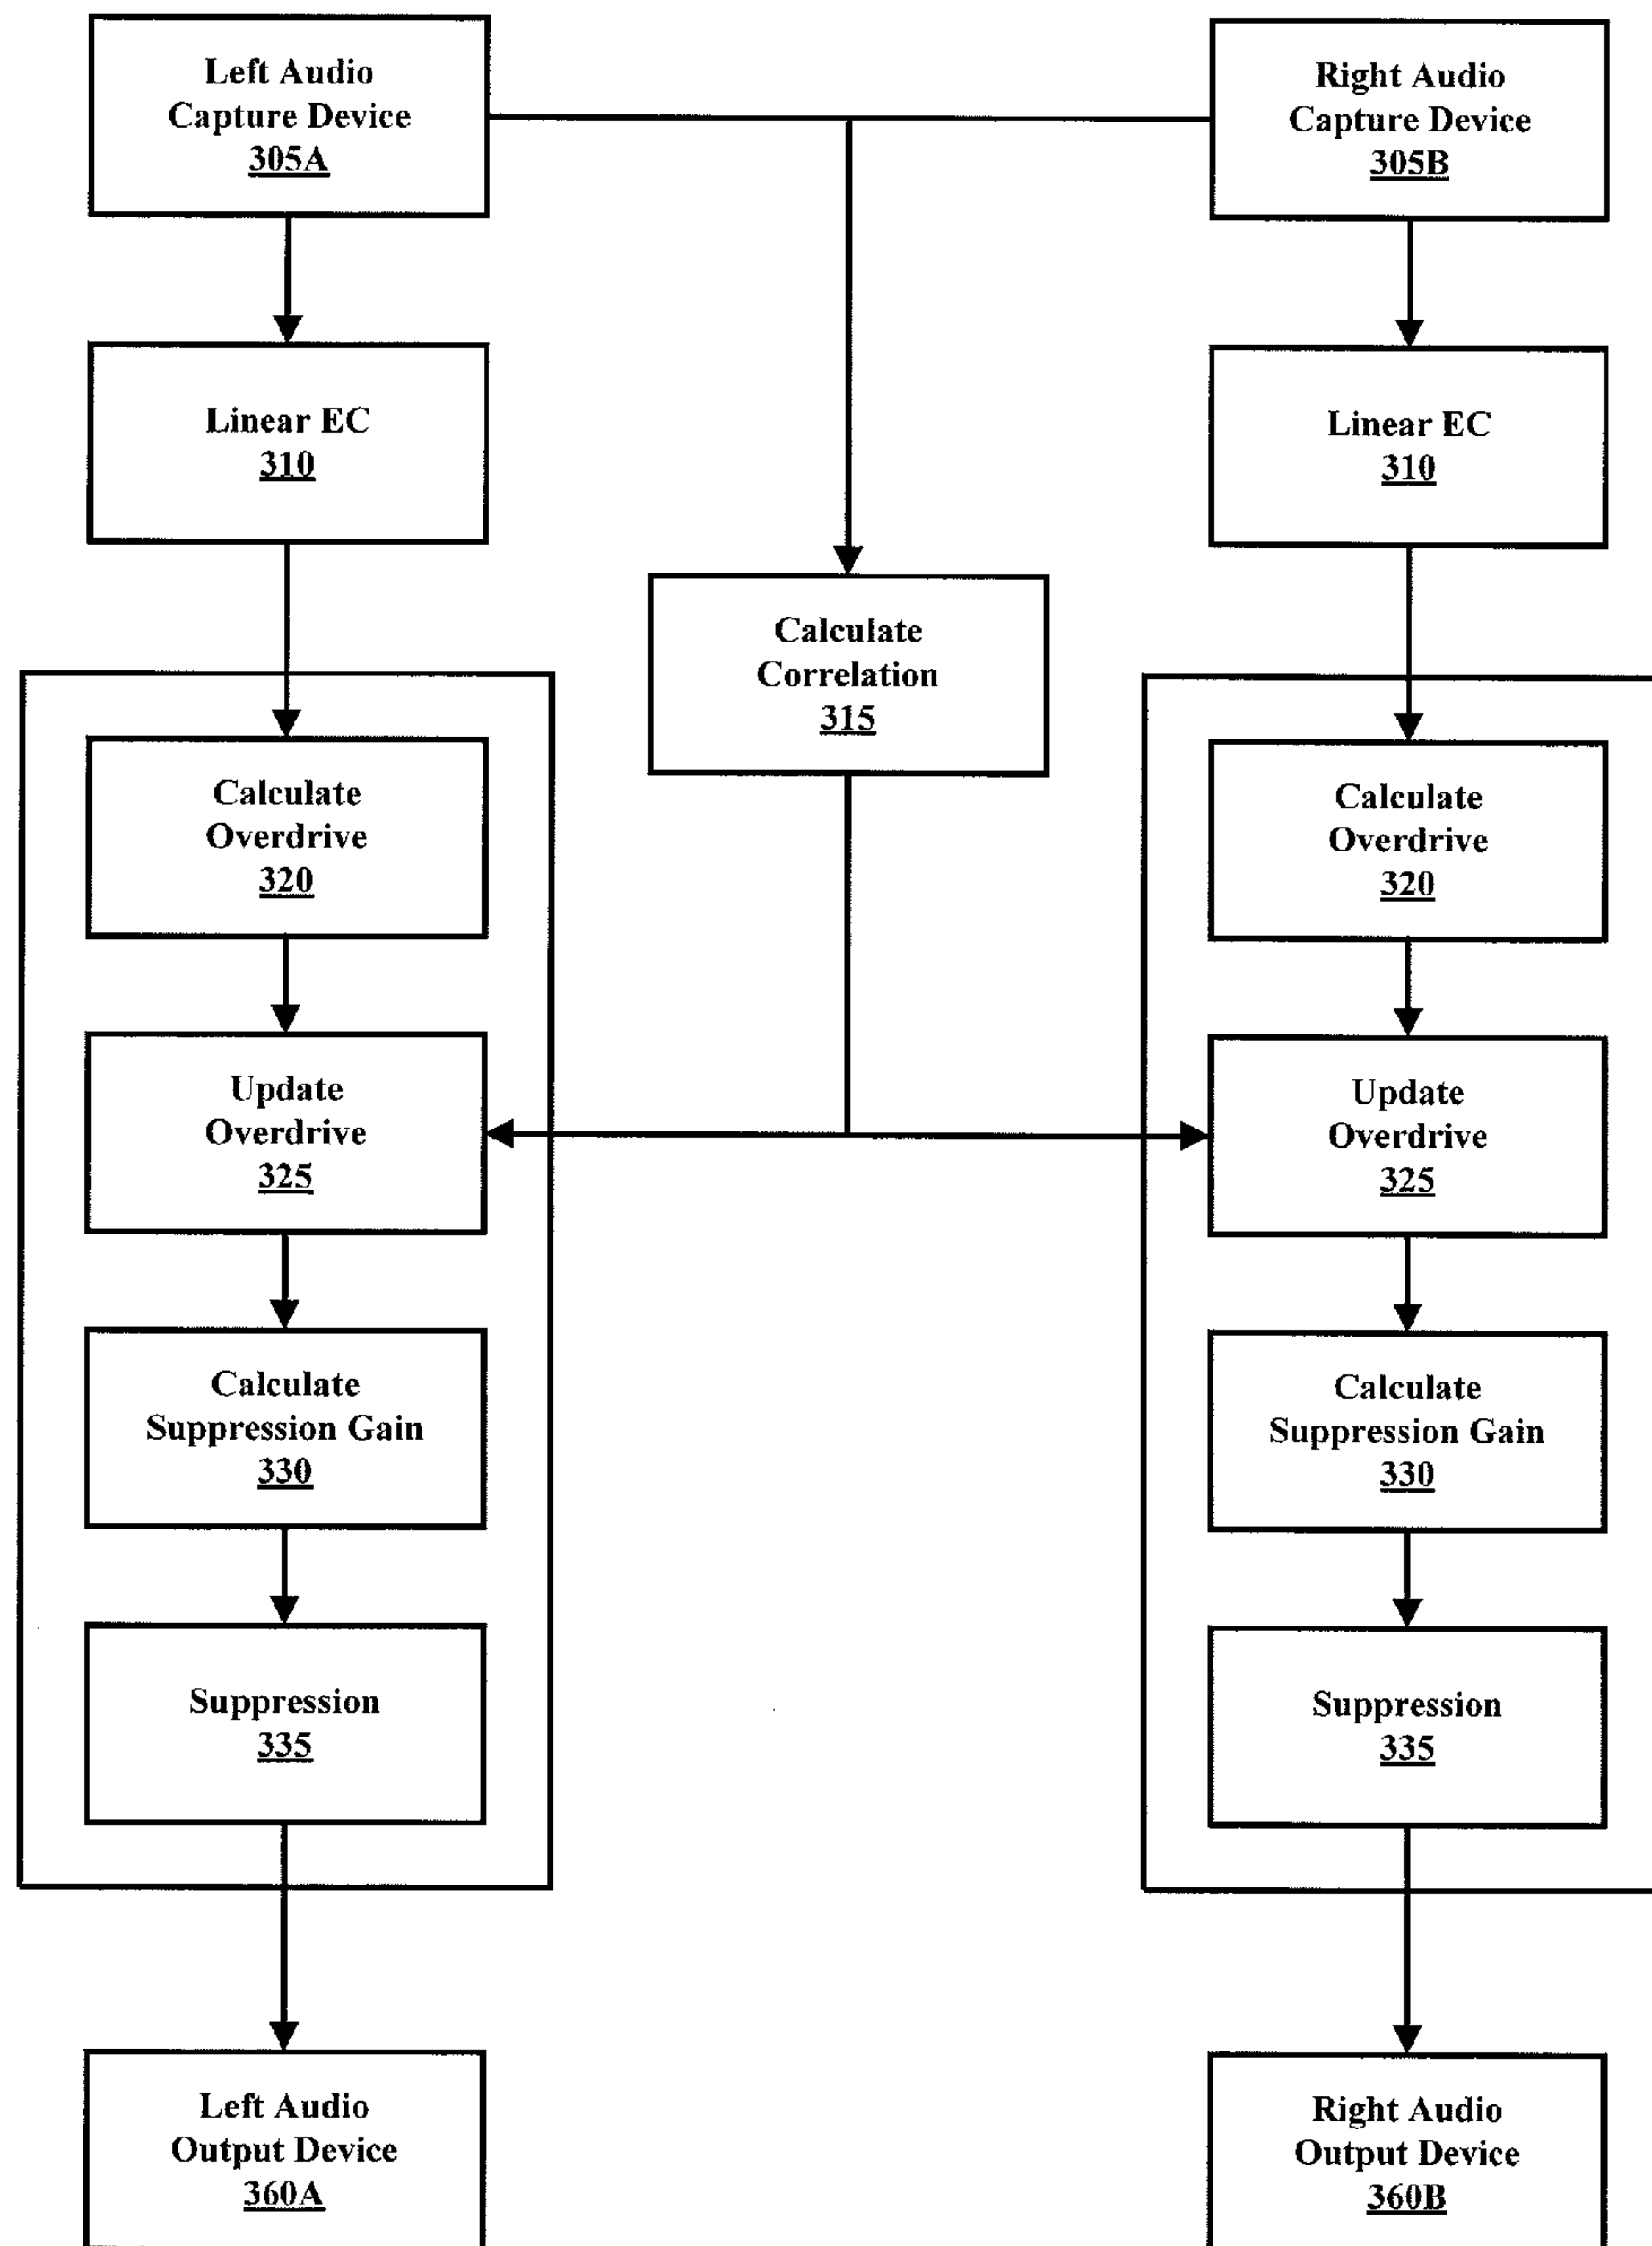 Left Audio
Capture Device
305A
Right Audio
Capture Device
305B
Linear EC
310
Linear EC
310
Calculate
Correlation
315
Calculate
Overdrive
320
Calculate
Overdrive
320
Update
Overdrive
325
Update
Overdrive
325
Calculate
Suppression Gain
330
Calculate
Suppression Gain
330
Suppression
335
Suppression
335
Left Audio
Output Device
360A
Right Audio
Output Device
360B